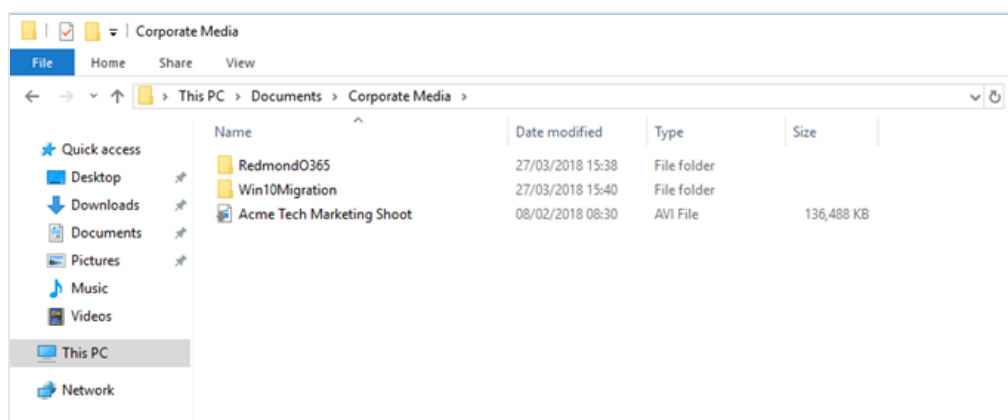 Corporate Media
File Home Share View
This PC > Documents > Corporate Media >
Name Date modified Type Size
Quick access
Desktop
Downloads
Documents
Pictures
Music
Videos
This PC
Network
RedmondO365 27/03/2018 15:38 File folder
Win10Migration 27/03/2018 15:40 File folder
Acme Tech Marketing Shoot 08/02/2018 08:30 AVI File 136,488 KB